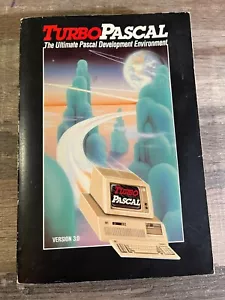 TURBO PASCAL
The Ultimate Pascal Development Environment
TURBO
PASCAL
VERSION 3.0